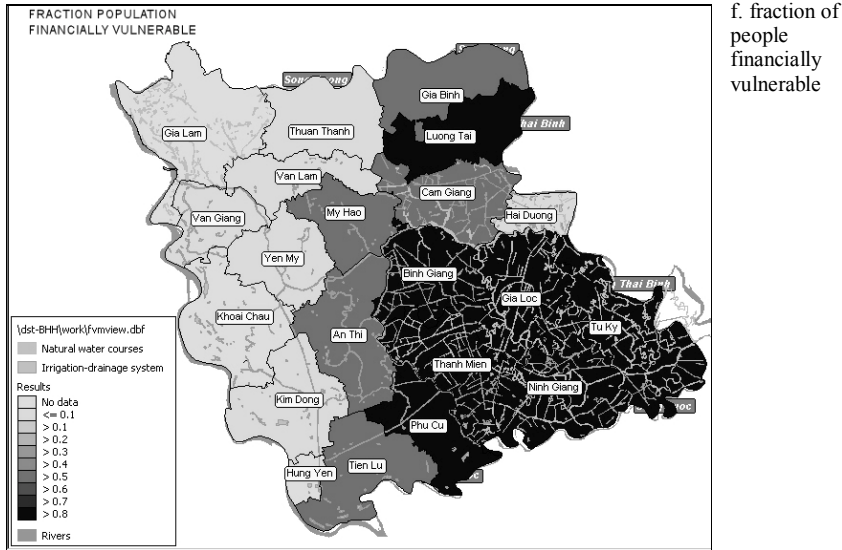 FRACTION POPULATION
FINANCIALLY VULNERABLE
f. fraction of
people
financially
vulnerable
Gia Binh
Gia Lam
Thuan Thanh
Luong Tai
Thai Binh
Van Lam
Cam Giang
Van Giang
My Hao
Hai Duong
Yen My
Binh Giang
Thai Binh
Gia Loc
Khoai Chau
An Thi
Tu Ky
Thanh Mien
Ninh Giang
Kim Dong
Phu Cu
Hung Yen
Tien Lu
\dst-BHH\work\fvmview.dbf
Natural water courses
Irrigation-drainage system
Results
No data
<= 0.1
> 0.1
> 0.2
> 0.3
> 0.4
> 0.5
> 0.6
> 0.7
> 0.8
Rivers